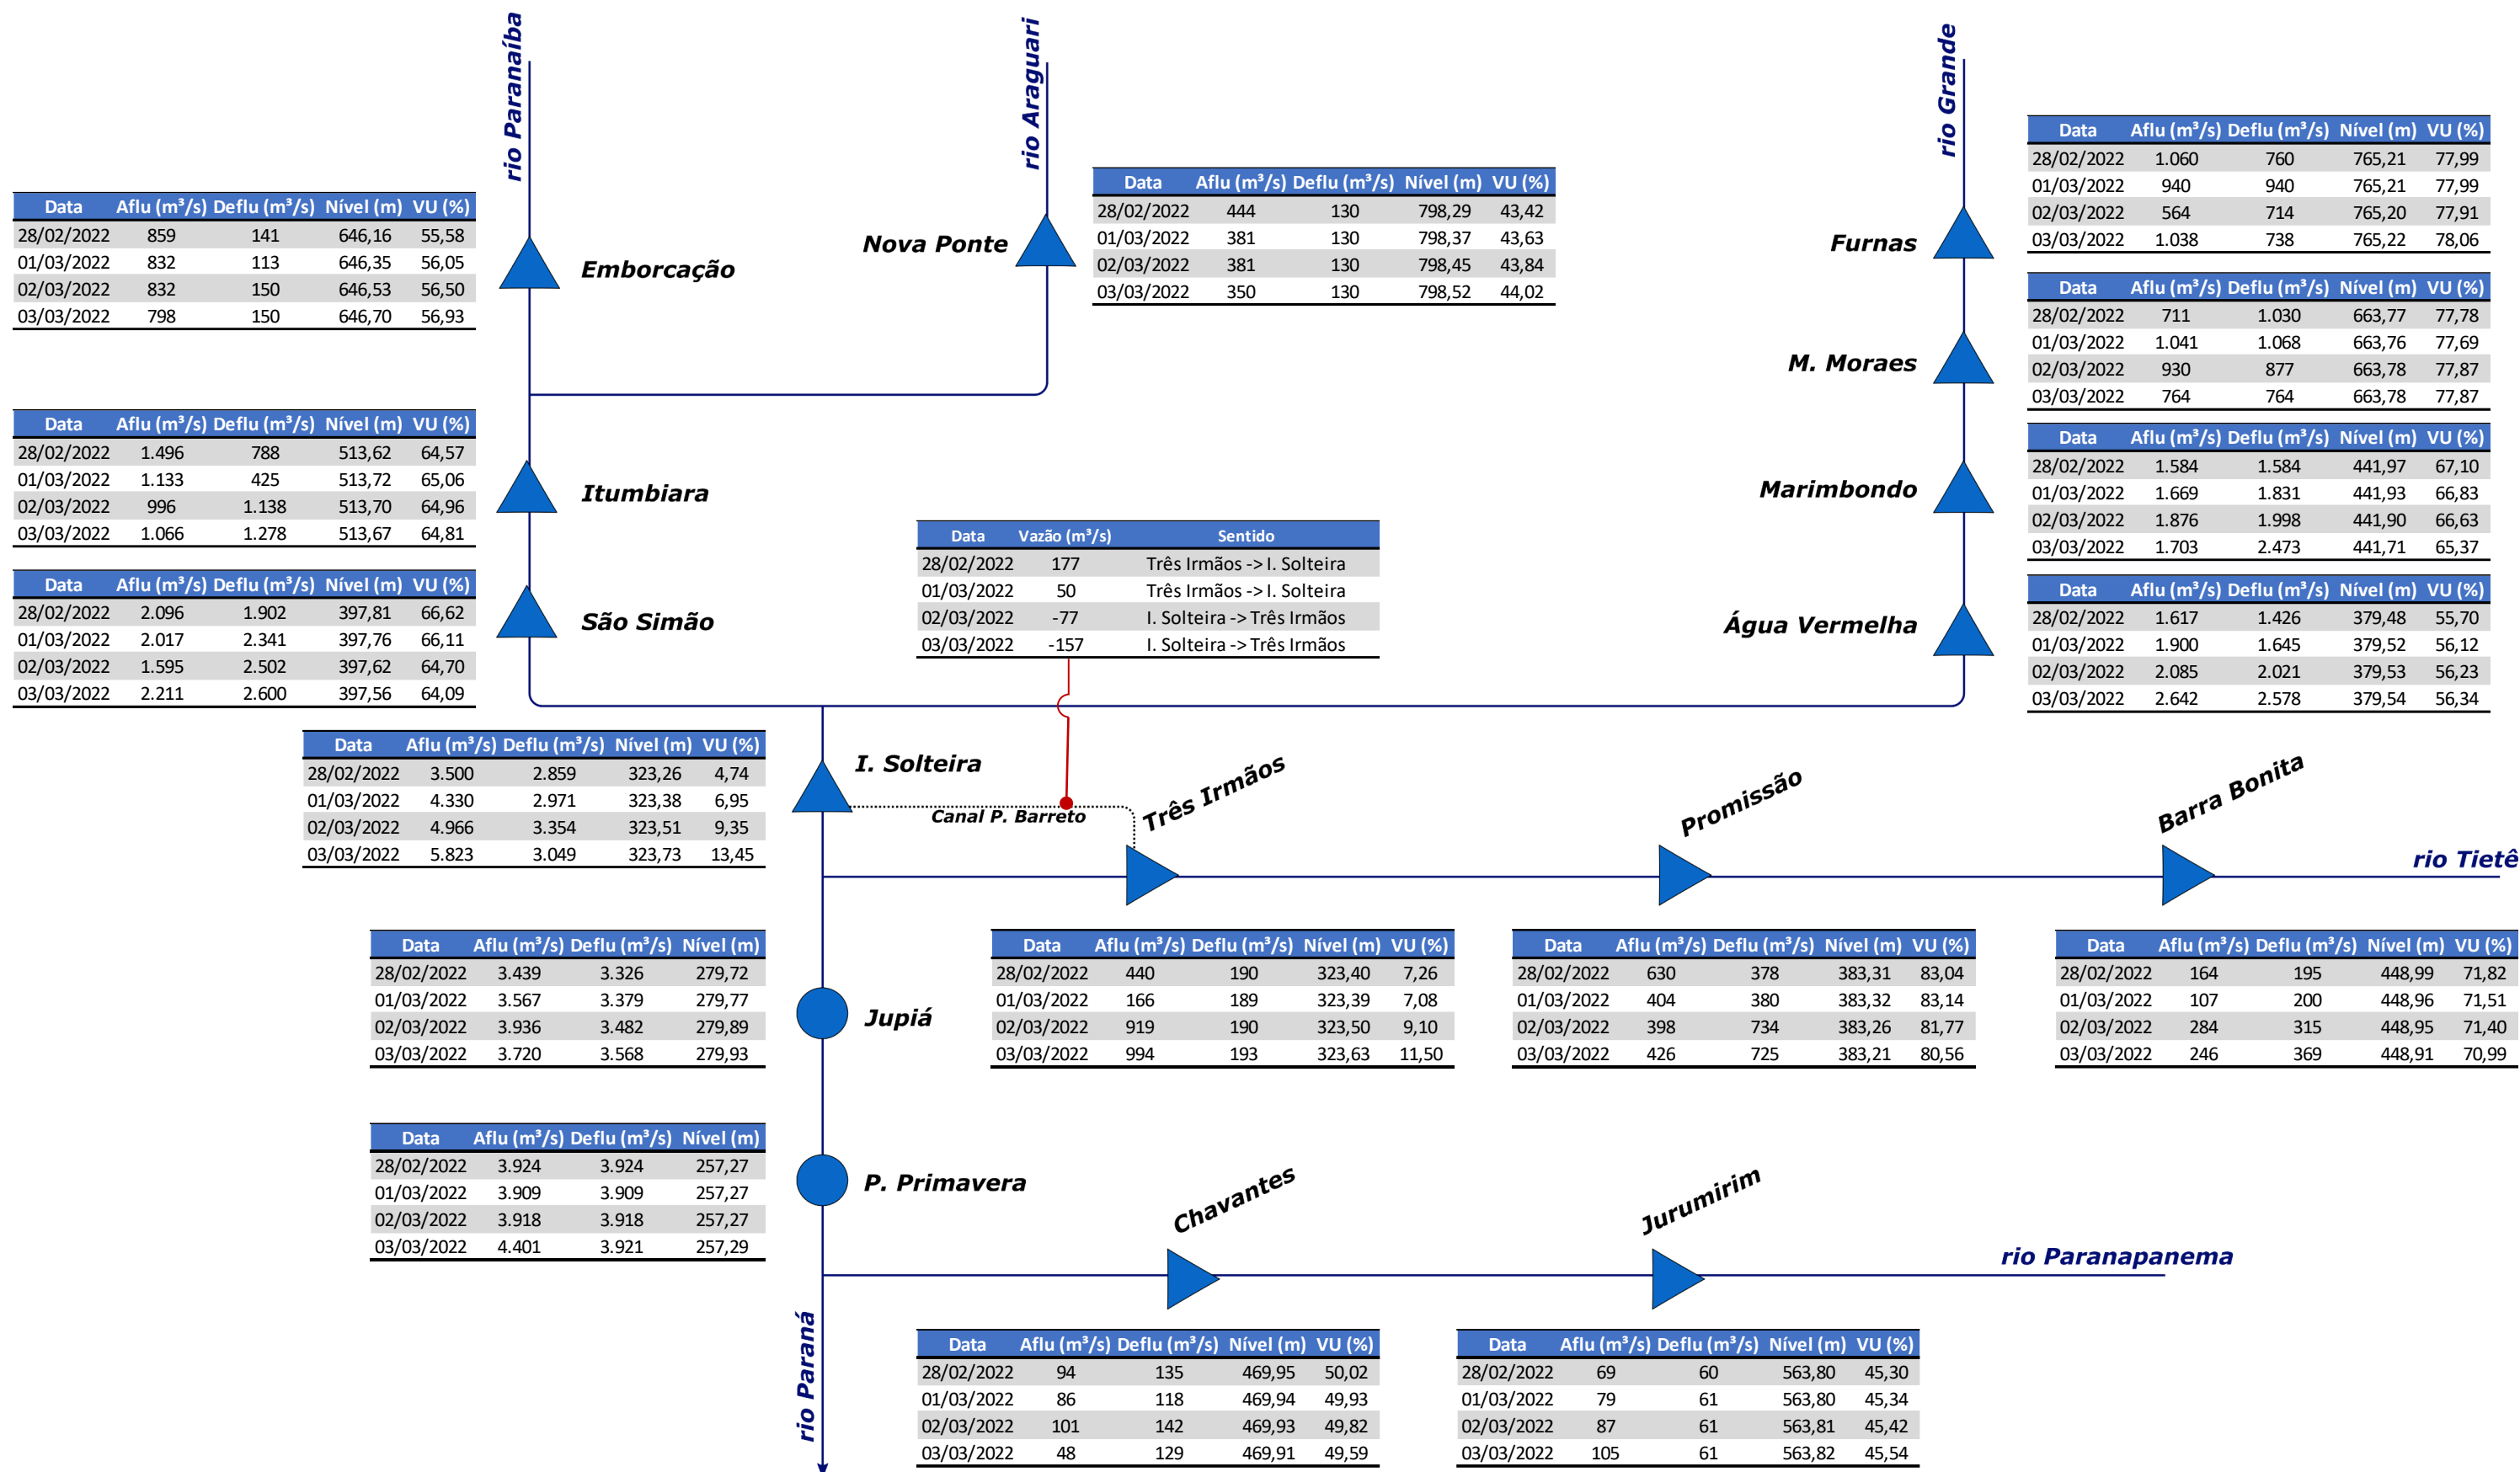 rio Paranaíba
rio Araguari
rio Grande
Data Aflu (m³/s) Deflu (m³/s) Nível (m) VU (%)
28/02/2022 1.060 760 765,21 77,99
01/03/2022 940 940 765,21 77,99
02/03/2022 564 714 765,20 77,91
03/03/2022 1.038 738 765,22 78,06
Furnas
Data Aflu (m³/s) Deflu (m³/s) Nível (m) VU (%)
28/02/2022 444 130 798,29 43,42
01/03/2022 381 130 798,37 43,63
02/03/2022 381 130 798,45 43,84
03/03/2022 350 130 798,52 44,02
Nova Ponte
Data Aflu (m³/s) Deflu (m³/s) Nível (m) VU (%)
28/02/2022 859 141 646,16 55,58
01/03/2022 832 113 646,35 56,05
02/03/2022 832 150 646,53 56,50
03/03/2022 798 150 646,70 56,93
Emborcação
Data Aflu (m³/s) Deflu (m³/s) Nível (m) VU (%)
28/02/2022 711 1.030 663,77 77,78
01/03/2022 1.041 1.068 663,76 77,69
02/03/2022 930 877 663,78 77,87
03/03/2022 764 764 663,78 77,87
M. Moraes
Data Aflu (m³/s) Deflu (m³/s) Nível (m) VU (%)
28/02/2022 1.496 788 513,62 64,57
01/03/2022 1.133 425 513,72 65,06
02/03/2022 996 1.138 513,70 64,96
03/03/2022 1.066 1.278 513,67 64,81
Itumbiara
Data Aflu (m³/s) Deflu (m³/s) Nível (m) VU (%)
28/02/2022 1.584 1.584 441,97 67,10
01/03/2022 1.669 1.831 441,93 66,83
02/03/2022 1.876 1.998 441,90 66,63
03/03/2022 1.703 2.473 441,71 65,37
Marimbondo
Data Vazão (m³/s) Sentido
28/02/2022 177 Três Irmãos -> I. Solteira
01/03/2022 50 Três Irmãos -> I. Solteira
02/03/2022 -77 I. Solteira -> Três Irmãos
03/03/2022 -157 I. Solteira -> Três Irmãos
Data Aflu (m³/s) Deflu (m³/s) Nível (m) VU (%)
28/02/2022 2.096 1.902 397,81 66,62
01/03/2022 2.017 2.341 397,76 66,11
02/03/2022 1.595 2.502 397,62 64,70
03/03/2022 2.211 2.600 397,56 64,09
São Simão
Data Aflu (m³/s) Deflu (m³/s) Nível (m) VU (%)
28/02/2022 1.617 1.426 379,48 55,70
01/03/2022 1.900 1.645 379,52 56,12
02/03/2022 2.085 2.021 379,53 56,23
03/03/2022 2.642 2.578 379,54 56,34
Água Vermelha
Data Aflu (m³/s) Deflu (m³/s) Nível (m) VU (%)
28/02/2022 3.500 2.859 323,26 4,74
01/03/2022 4.330 2.971 323,38 6,95
02/03/2022 4.966 3.354 323,51 9,35
03/03/2022 5.823 3.049 323,73 13,45
I. Solteira
Canal P. Barreto
Três Irmãos
Promissão
Barra Bonita
rio Tietê
Data Aflu (m³/s) Deflu (m³/s) Nível (m)
28/02/2022 3.439 3.326 279,72
01/03/2022 3.567 3.379 279,77
02/03/2022 3.936 3.482 279,89
03/03/2022 3.720 3.568 279,93
Jupiá
Data Aflu (m³/s) Deflu (m³/s) Nível (m) VU (%)
28/02/2022 440 190 323,40 7,26
01/03/2022 166 189 323,39 7,08
02/03/2022 919 190 323,50 9,10
03/03/2022 994 193 323,63 11,50
Data Aflu (m³/s) Deflu (m³/s) Nível (m) VU (%)
28/02/2022 630 378 383,31 83,04
01/03/2022 404 380 383,32 83,14
02/03/2022 398 734 383,26 81,77
03/03/2022 426 725 383,21 80,56
Data Aflu (m³/s) Deflu (m³/s) Nível (m) VU (%)
28/02/2022 164 195 448,99 71,82
01/03/2022 107 200 448,96 71,51
02/03/2022 284 315 448,95 71,40
03/03/2022 246 369 448,91 70,99
Data Aflu (m³/s) Deflu (m³/s) Nível (m)
28/02/2022 3.924 3.924 257,27
01/03/2022 3.909 3.909 257,27
02/03/2022 3.918 3.918 257,27
03/03/2022 4.401 3.921 257,29
P. Primavera
Chavantes
Jurumirim
rio Paranapanema
rio Paraná
Data Aflu (m³/s) Deflu (m³/s) Nível (m) VU (%)
28/02/2022 94 135 469,95 50,02
01/03/2022 86 118 469,94 49,93
02/03/2022 101 142 469,93 49,82
03/03/2022 48 129 469,91 49,59
Data Aflu (m³/s) Deflu (m³/s) Nível (m) VU (%)
28/02/2022 69 60 563,80 45,30
01/03/2022 79 61 563,80 45,34
02/03/2022 87 61 563,81 45,42
03/03/2022 105 61 563,82 45,54